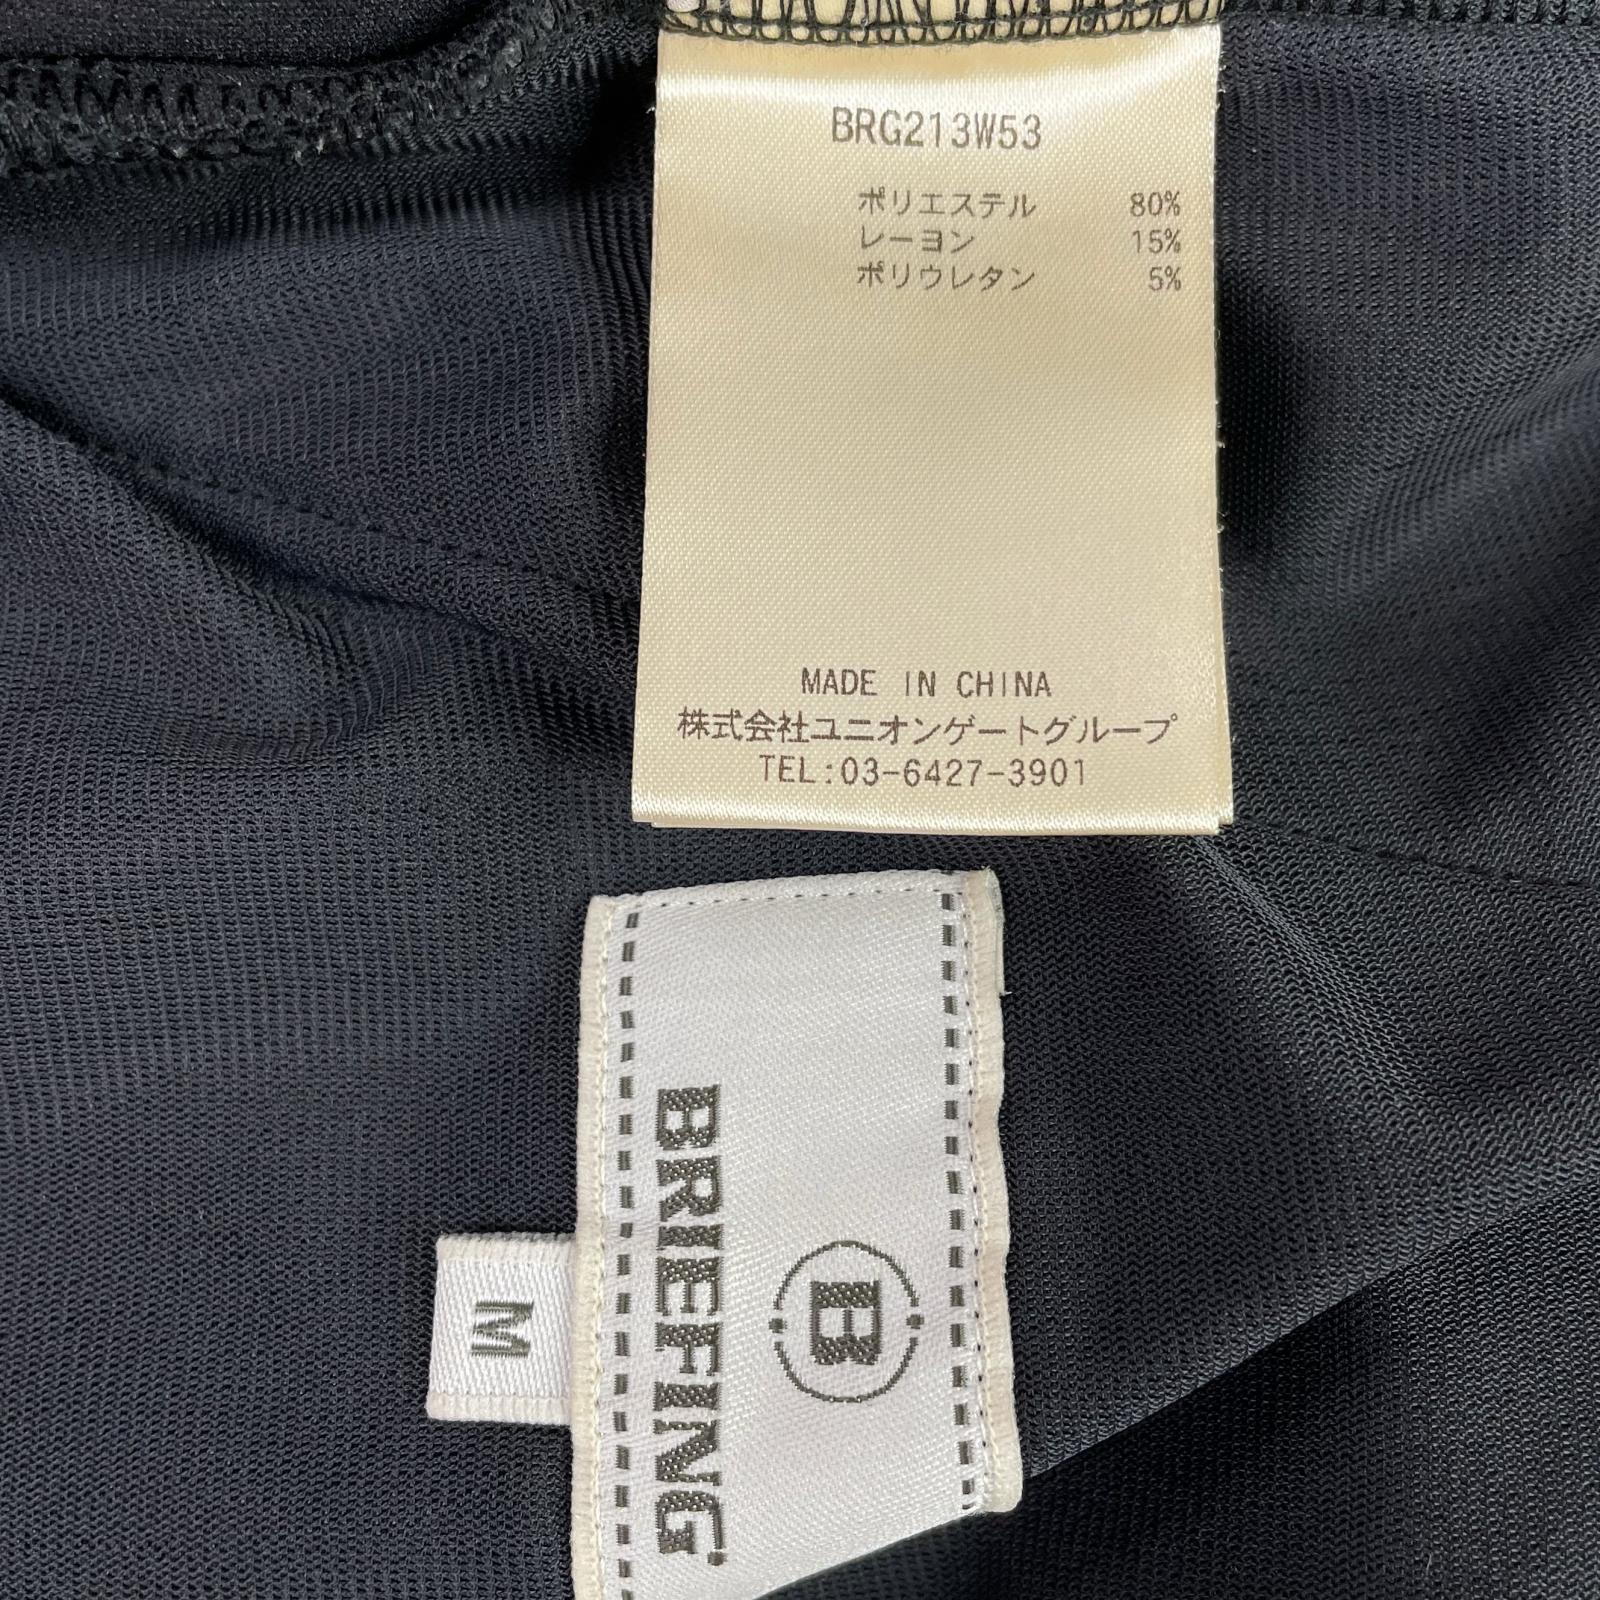 BRG213W53
ポリエステル 80%
レーヨン 15%
ポリウレタン 5%
MADE IN CHINA
株式会社ユニオンゲートグループ
TEL:03-6427-3901
B
BRIEFING
M